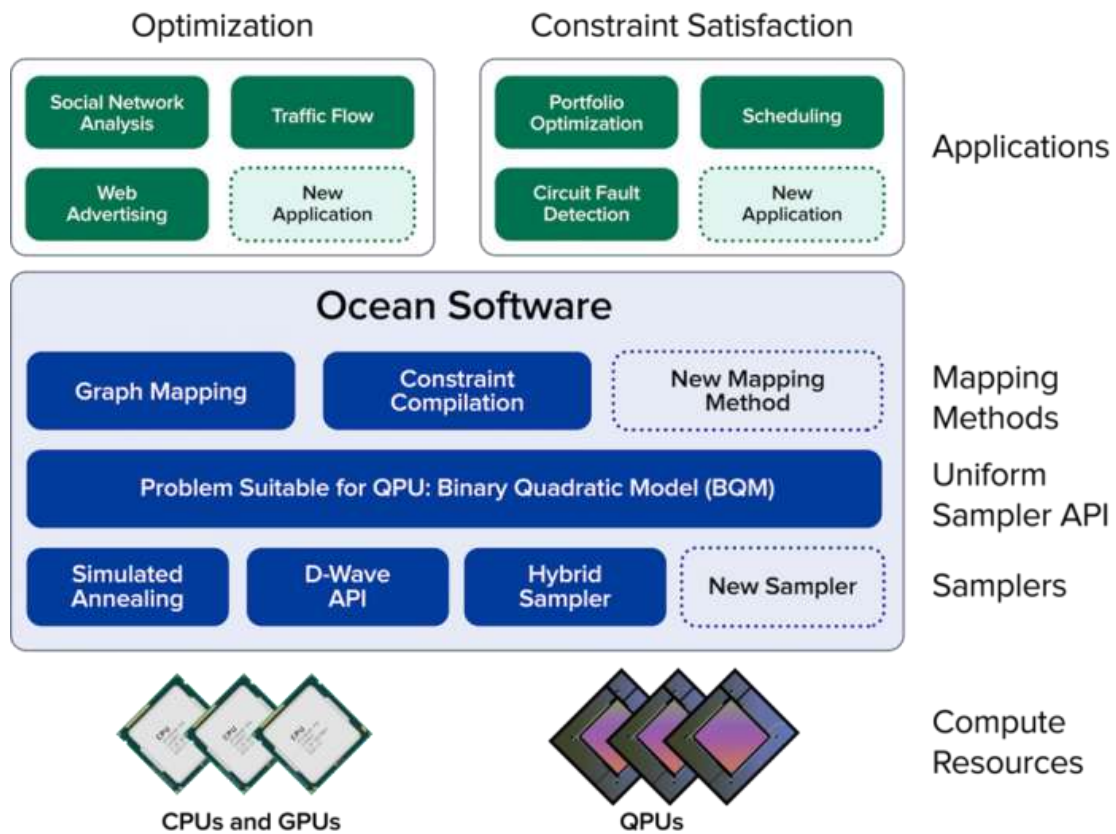 Optimization
Constraint Satisfaction
Social Network
Analysis
Traffic Flow
Web
Advertising
New
Application
Portfolio
Optimization
Scheduling
Circuit Fault
Detection
New
Application
Applications
Ocean Software
Graph Mapping
Constraint
Compilation
New Mapping
Method
Mapping
Methods
Problem Suitable for QPU: Binary Quadratic Model (BQM)
Uniform
Sampler API
Simulated
Annealing
D-Wave
API
Hybrid
Sampler
New Sampler
Samplers
CPU
CPU
CPU
CPUs and GPUs
QPUs
Compute
Resources